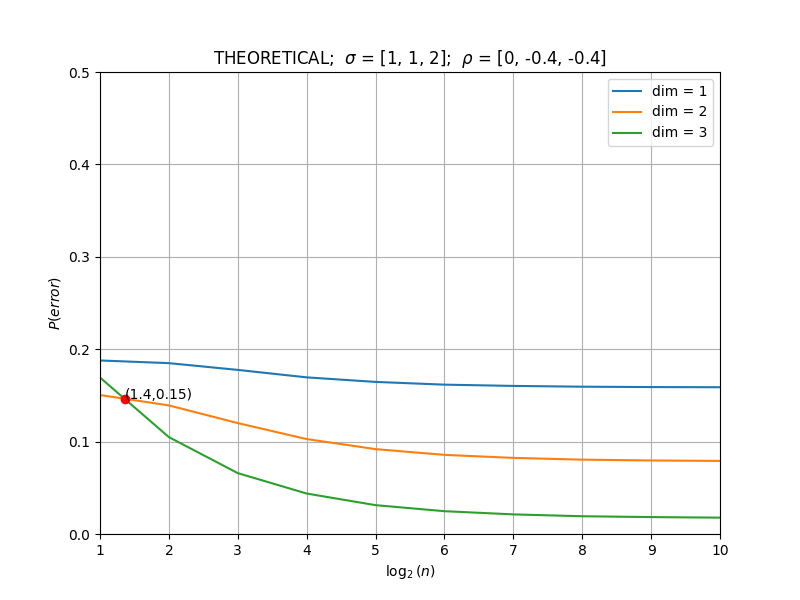 THEORETICAL; σ = [1, 1, 2]; ρ = [0, -0.4, -0.4]
0.5
0.4
0.3
0.2
0.1
0.0
P(error)
dim = 1
dim = 2
dim = 3
(1.4,0.15)
1 2 3 4 5 6 7 8 9 10
log₂(n)